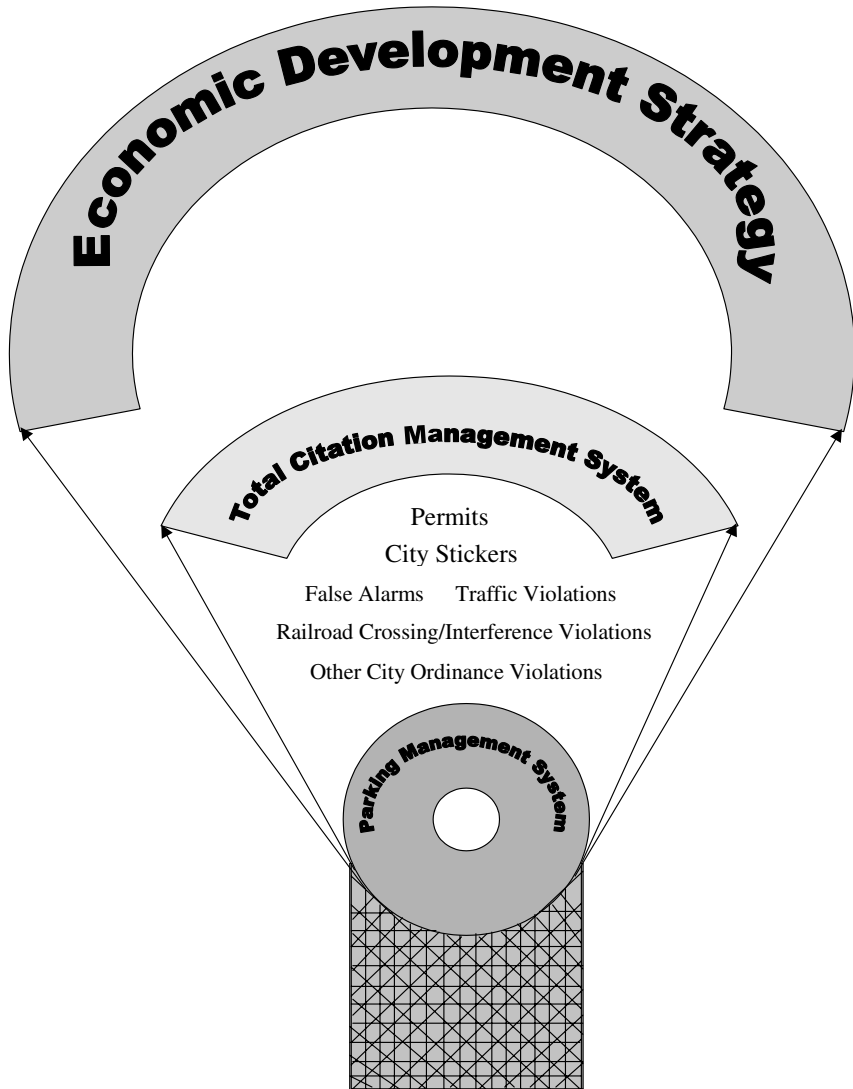 Economic Development Strategy
Total Citation Management System
Permits
City Stickers
False Alarms Traffic Violations
Railroad Crossing/Interference Violations
Other City Ordinance Violations
Parking Management System